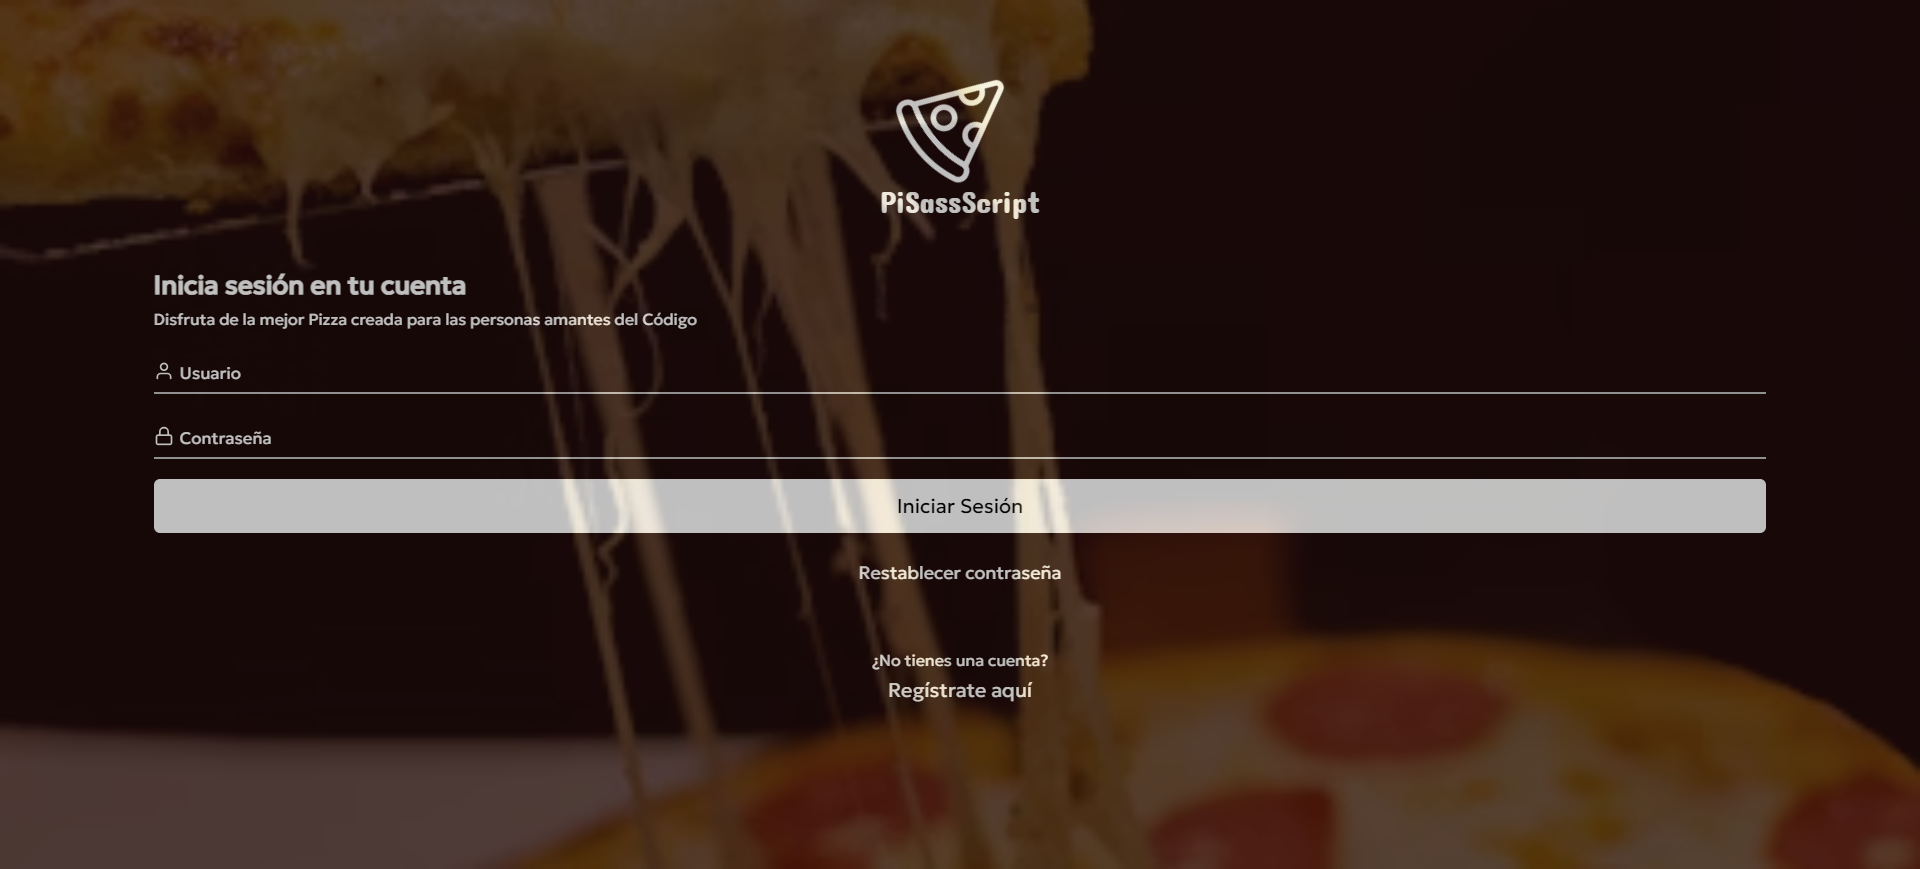 PiSassScript
Inicia sesión en tu cuenta
Disfruta de la mejor Pizza creada para las personas amantes del Código
Usuario
Contraseña
Iniciar Sesión
Restablecer contraseña
¿No tienes una cuenta?
Regístrate aquí